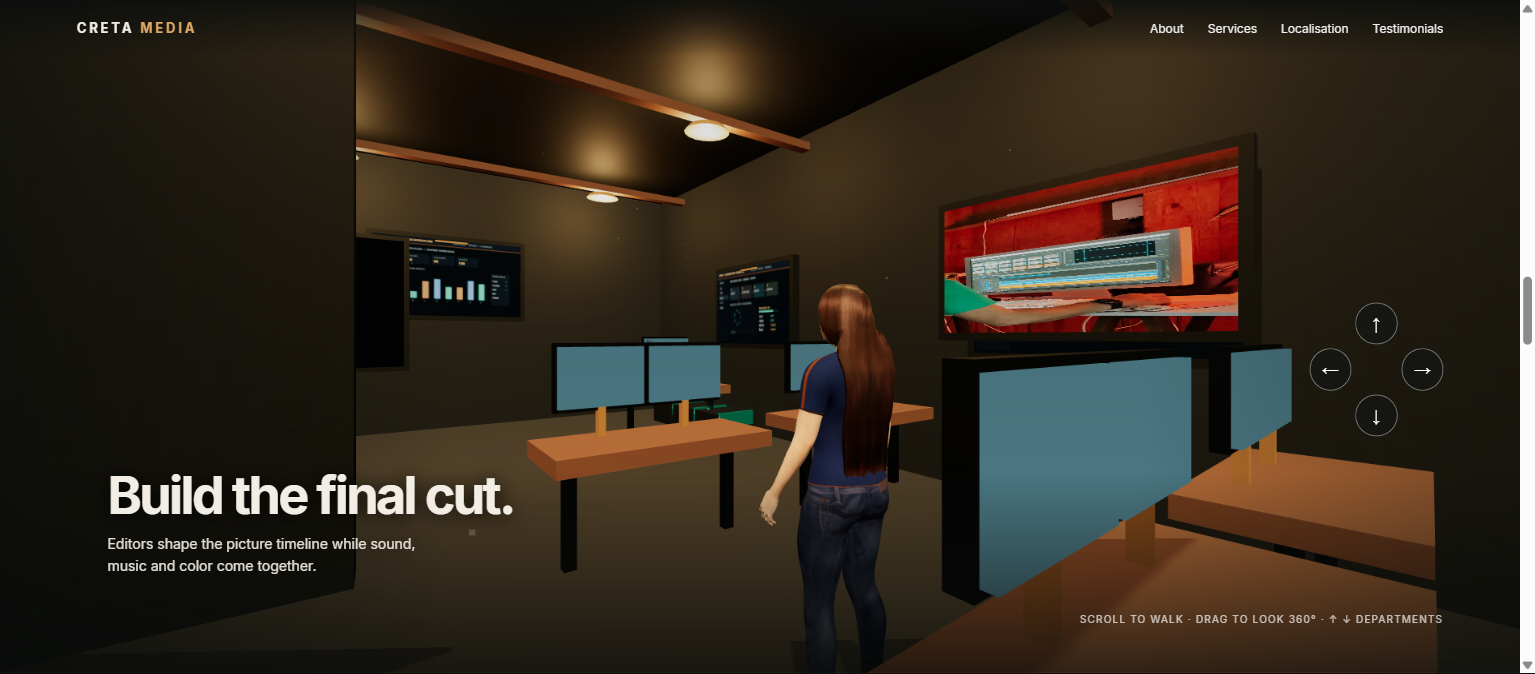 CRETA MEDIA
About Services Localisation Testimonials
↑
← →
↓
Build the final cut.
Editors shape the picture timeline while sound,
music and color come together.
SCROLL TO WALK · DRAG TO LOOK 360° · ↑ ↓ DEPARTMENTS